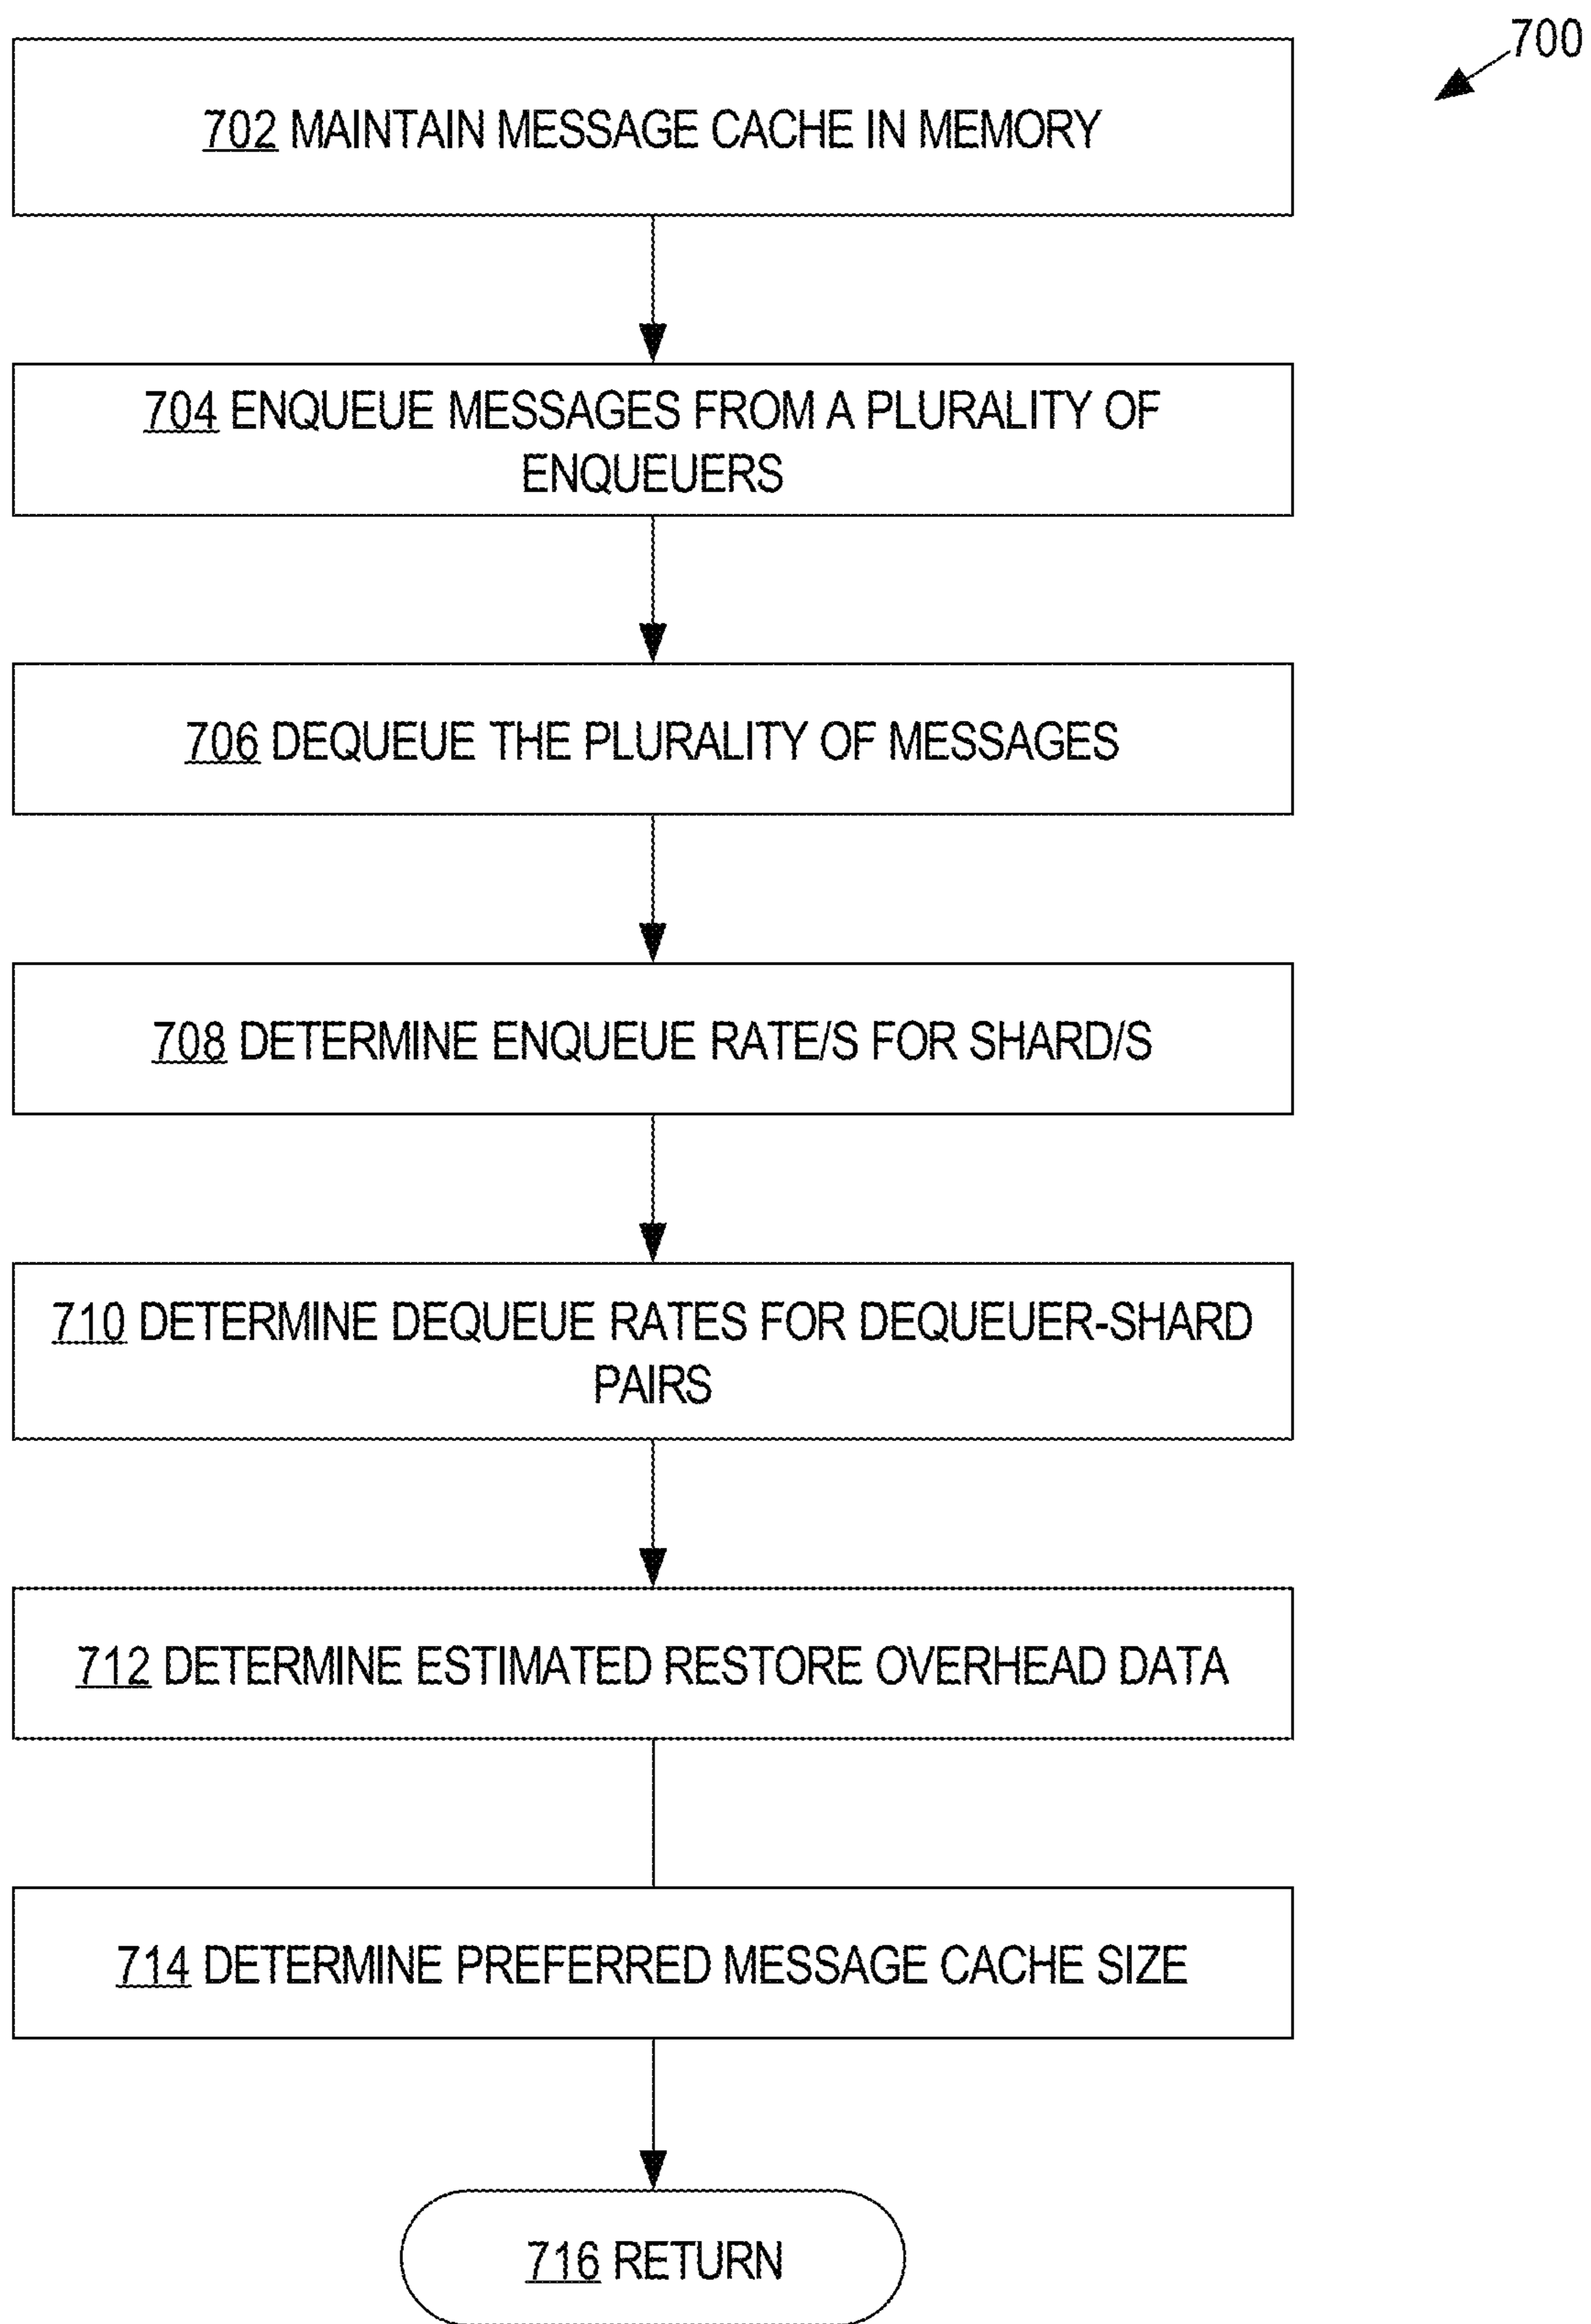 700
702 MAINTAIN MESSAGE CACHE IN MEMORY
704 ENQUEUE MESSAGES FROM A PLURALITY OF
ENQUEUERS
706 DEQUEUE THE PLURALITY OF MESSAGES
708 DETERMINE ENQUEUE RATE/S FOR SHARD/S
710 DETERMINE DEQUEUE RATES FOR DEQUEUER-SHARD
PAIRS
712 DETERMINE ESTIMATED RESTORE OVERHEAD DATA
714 DETERMINE PREFERRED MESSAGE CACHE SIZE
716 RETURN